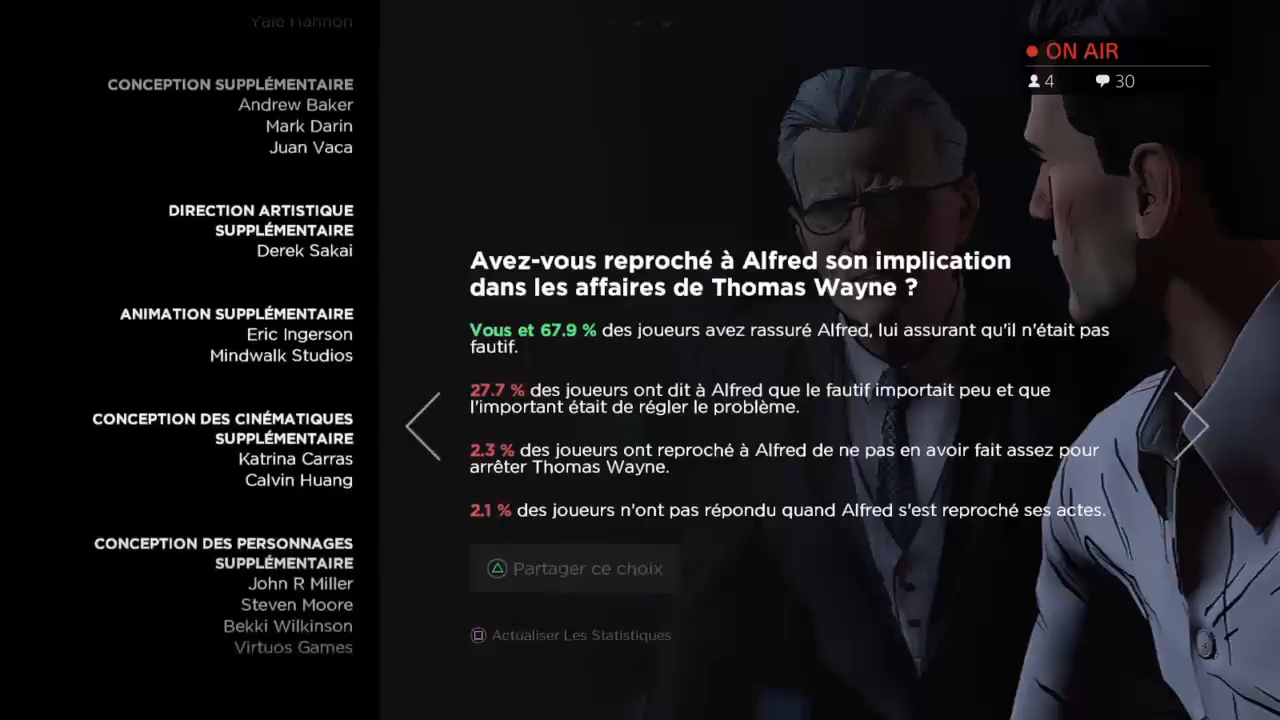 Yale Hannon
CONCEPTION SUPPLÉMENTAIRE
Andrew Baker
Mark Darin
Juan Vaca
DIRECTION ARTISTIQUE
SUPPLÉMENTAIRE
Derek Sakai
ANIMATION SUPPLÉMENTAIRE
Eric Ingerson
Mindwalk Studios
CONCEPTION DES CINÉMATIQUES
SUPPLÉMENTAIRE
Katrina Carras
Calvin Huang
CONCEPTION DES PERSONNAGES
SUPPLÉMENTAIRE
John R Miller
Steven Moore
Bekki Wilkinson
Virtuos Games
ON AIR
4 30
Avez-vous reproché à Alfred son implication
dans les affaires de Thomas Wayne ?
Vous et 67.9 % des joueurs avez rassuré Alfred, lui assurant qu'il n'était pas
fautif.
27.7 % des joueurs ont dit à Alfred que le fautif importait peu et que
l'important était de régler le problème.
2.3 % des joueurs ont reproché à Alfred de ne pas en avoir fait assez pour
arrêter Thomas Wayne.
2.1 % des joueurs n'ont pas répondu quand Alfred s'est reproché ses actes.
Partager ce choix
Actualiser Les Statistiques